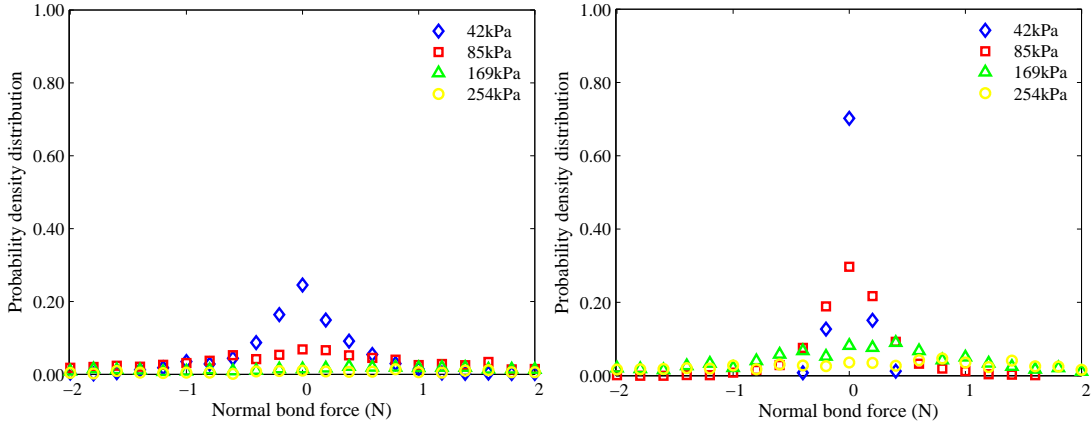 1.00
0.80
0.60
0.40
0.20
0.00
Probability density distribution
−2
−1
0
1
2
Normal bond force (N)
42kPa
85kPa
169kPa
254kPa
1.00
0.80
0.60
0.40
0.20
0.00
Probability density distribution
−2
−1
0
1
2
Normal bond force (N)
42kPa
85kPa
169kPa
254kPa